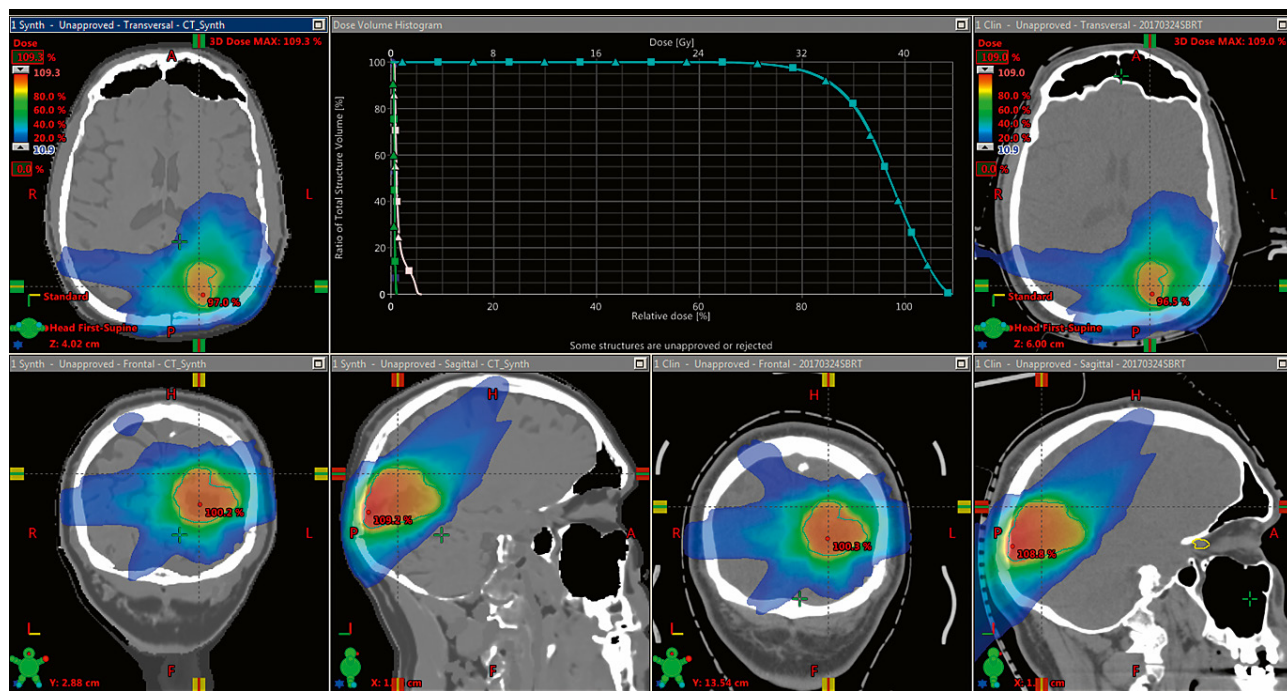 1 Synth - Unapproved - Transversal - CT_Synth
Dose
109.3 %
109.3
80.0 %
60.0 %
40.0 %
20.0 %
10.9
0.0 %
3D Dose MAX: 109.3 %
A
R
L
97.0 %
Standard
Head First-Supine
P
Z: 4.02 cm
Dose Volume Histogram
Dose [Gy]
0 8 16 24 32 40
Ratio of Total Structure Volume [%]
100
80
60
40
20
0
0 20 40 60 80 100
Relative dose [%]
Some structures are unapproved or rejected
1 Clin - Unapproved - Transversal - 20170324SBRT
Dose
109.0 %
109.0
80.0 %
60.0 %
40.0 %
20.0 %
10.9
0.0 %
3D Dose MAX: 109.0 %
A
R
L
98.5 %
Standard
Head First-Supine
P
Z: 6.00 cm
1 Synth - Unapproved - Frontal - CT_Synth
H
R
L
100.2 %
F
Y: 2.88 cm
1 Synth - Unapproved - Sagittal - CT_Synth
H
P
A
109.2 %
F
1 Clin - Unapproved - Frontal - 20170324SBRT
H
R
L
100.3 %
F
Y: 13.54 cm
1 Clin - Unapproved - Sagittal - 20170324SBRT
H
P
A
108.8 %
F